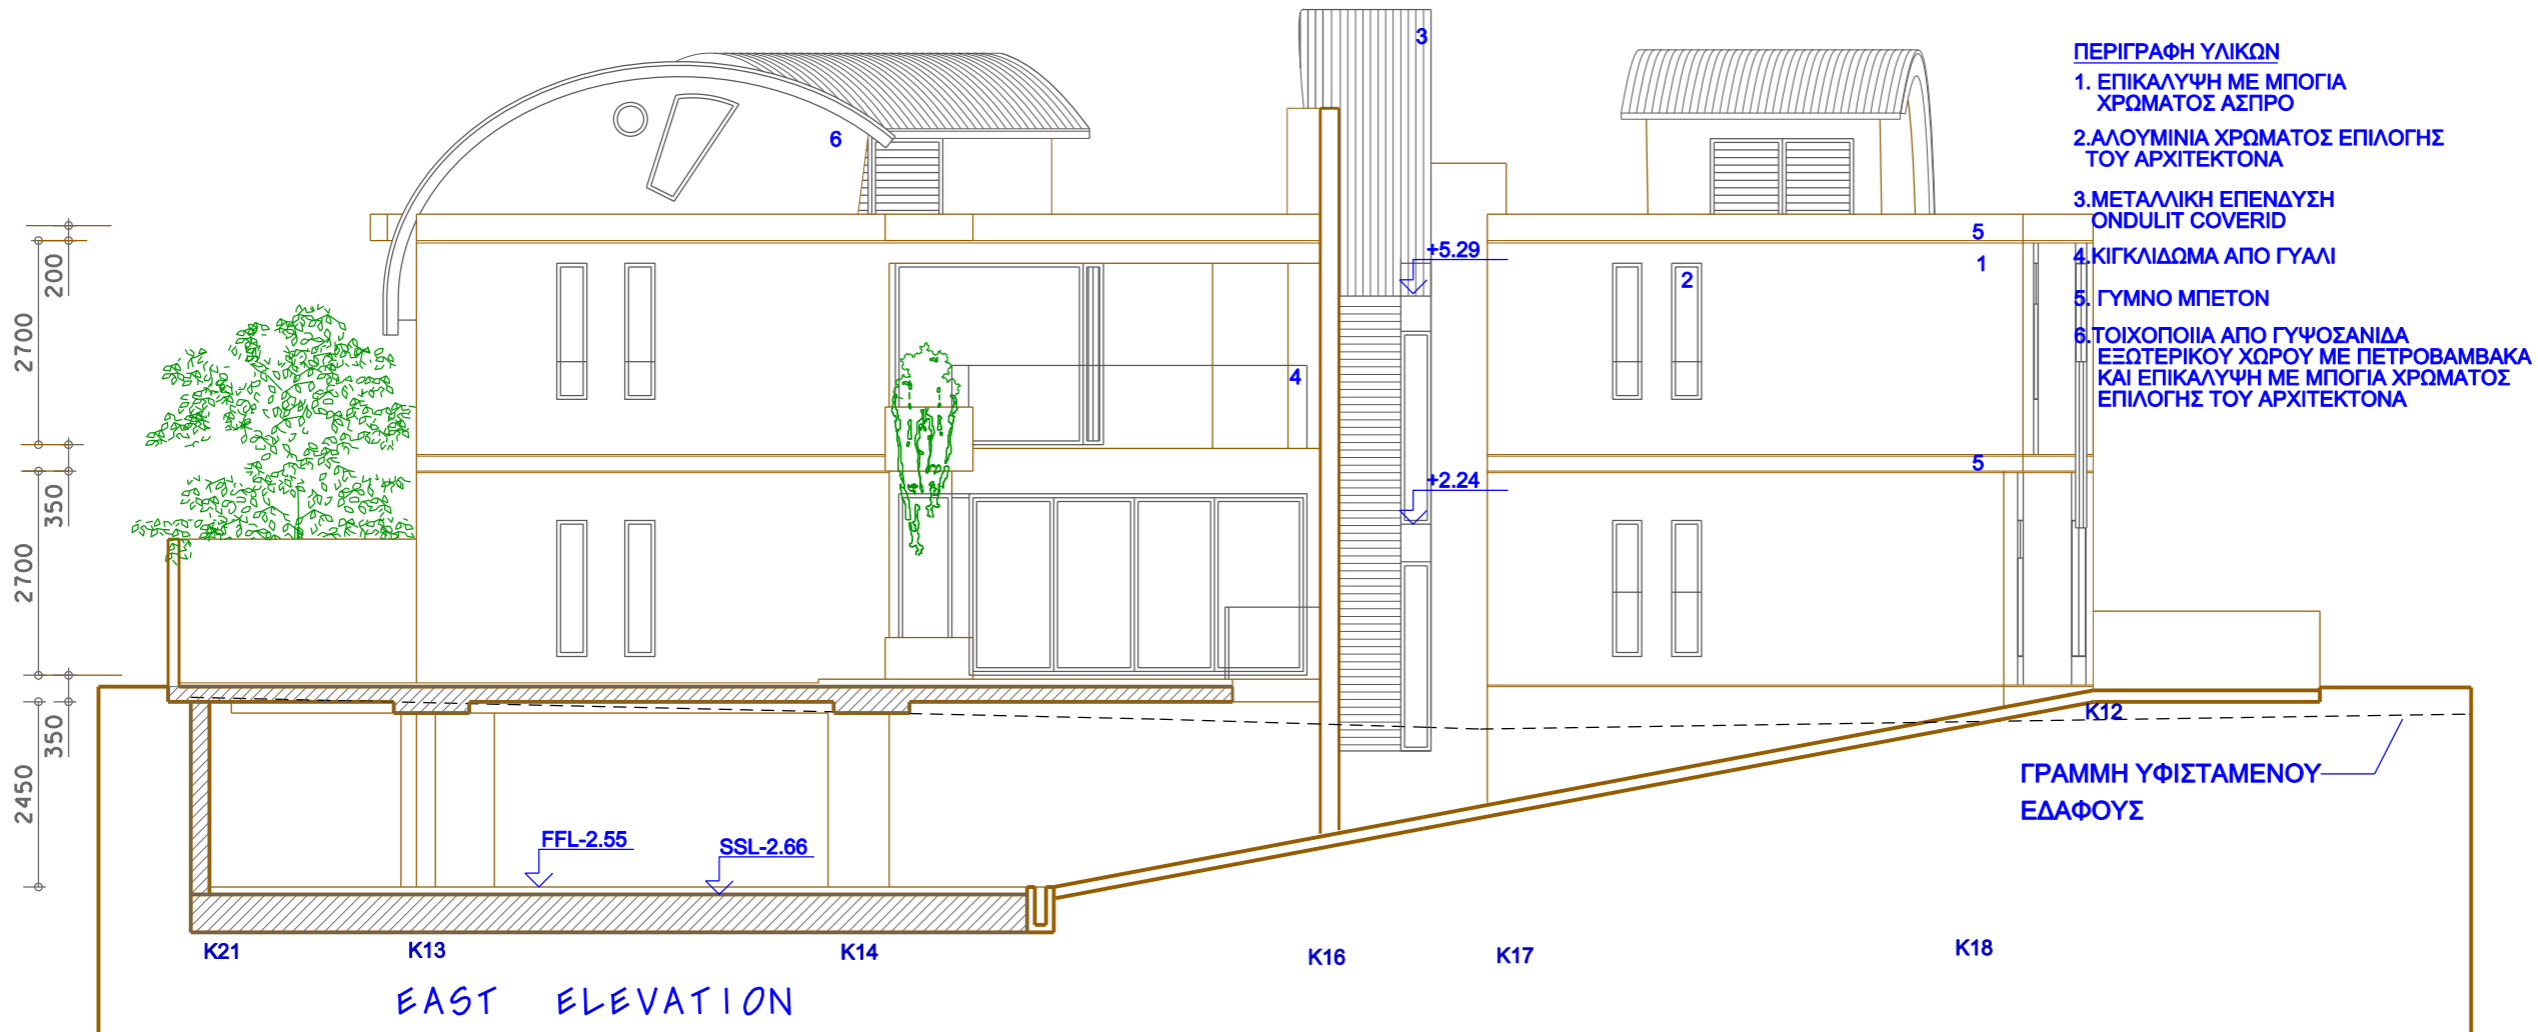 ΠΕΡΙΓΡΑΦΗ ΥΛΙΚΩΝ
1. ΕΠΙΚΑΛΥΨΗ ΜΕ ΜΠΟΓΙΑ
ΧΡΩΜΑΤΟΣ ΑΣΠΡΟ
2.ΑΛΟΥΜΙΝΙΑ ΧΡΩΜΑΤΟΣ ΕΠΙΛΟΓΗΣ
ΤΟΥ ΑΡΧΙΤΕΚΤΟΝΑ
3.ΜΕΤΑΛΛΙΚΗ ΕΠΕΝΔΥΣΗ
ONDULIT COVERID
4.ΚΙΓΚΛΙΔΩΜΑ ΑΠΟ ΓΥΑΛΙ
5. ΓΥΜΝΟ ΜΠΕΤΟΝ
6.ΤΟΙΧΟΠΟΙΙΑ ΑΠΟ ΓΥΨΟΣΑΝΙΔΑ
ΕΞΩΤΕΡΙΚΟΥ ΧΩΡΟΥ ΜΕ ΠΕΤΡΟΒΑΜΒΑΚΑ
ΚΑΙ ΕΠΙΚΑΛΥΨΗ ΜΕ ΜΠΟΓΙΑ ΧΡΩΜΑΤΟΣ
ΕΠΙΛΟΓΗΣ ΤΟΥ ΑΡΧΙΤΕΚΤΟΝΑ
3
6
5
+5.29
1
2
4
5
+2.24
200
2700
350
2700
350
2450
K12
ΓΡΑΜΜΗ ΥΦΙΣΤΑΜΕΝΟΥ
ΕΔΑΦΟΥΣ
FFL-2.55
SSL-2.66
K21
K13
K14
K16
K17
K18
EAST ELEVATION